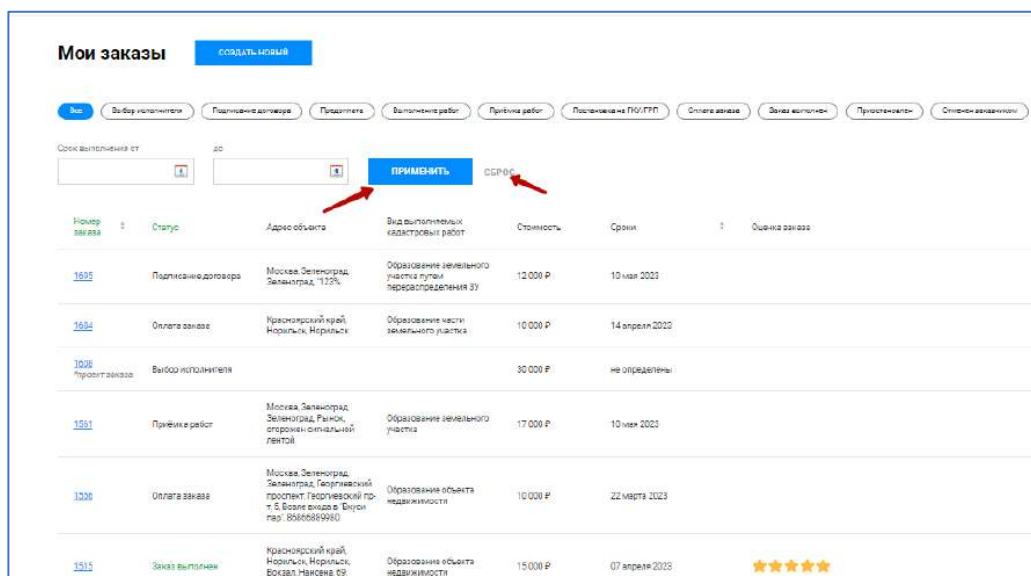 Мои заказы
СОЗДАТЬ НОВЫЙ
Все
Выбор исполнителя
Подписание договора
Предоплата
Выполнение работ
Приёмка работ
Постановка на ГКУ/ГРП
Оплата заказа
Заказ выполнен
Приостановлен
Отменен заказчиком
Срок выполнения от
до
ПРИМЕНИТЬ
СБРОС
Номер
заказа
Статус
Адрес объекта
Вид выполняемых
кадастровых работ
Стоимость
Сроки
Оценка заказа
1695
Подписание договора
Москва, Зеленоград,
Зеленоград, "123%
Образование земельного
участка путем
перераспределения ЗУ
12 000 ₽
10 мая 2023
Оплата заказа
Красноярский край,
Норильск, Норильск
Образование части
земельного участка
10 000 ₽
14 апреля 2023
*проект заказа
Выбор исполнителя
30 000 ₽
не определены
1561
Приёмка работ
Москва, Зеленоград,
Зеленоград, Рынок,
огорожен сигнальной
лентой
Образование земельного
участка
17 000 ₽
10 мая 2023
Оплата заказа
Москва, Зеленоград,
Зеленоград, Георгиевский
проспект, Георгиевский пр-
т, 5, Возле входа в "Вкуси
пар". 85866889980
Образование объекта
недвижимости
10 000 ₽
22 марта 2023
1515
Заказ выполнен
Красноярский край,
Норильск, Норильск,
Вокзал, Нансена, 69.
Образование объекта
недвижимости
15 000 ₽
07 апреля 2023